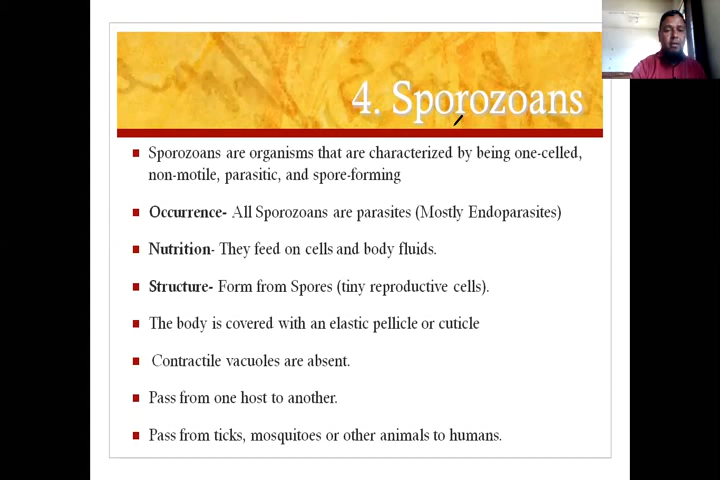 4. Sporozoans
Sporozoans are organisms that are characterized by being one-celled,
non-motile, parasitic, and spore-forming
Occurrence- All Sporozoans are parasites (Mostly Endoparasites)
Nutrition- They feed on cells and body fluids.
Structure- Form from Spores (tiny reproductive cells).
The body is covered with an elastic pellicle or cuticle
Contractile vacuoles are absent.
Pass from one host to another.
Pass from ticks, mosquitoes or other animals to humans.